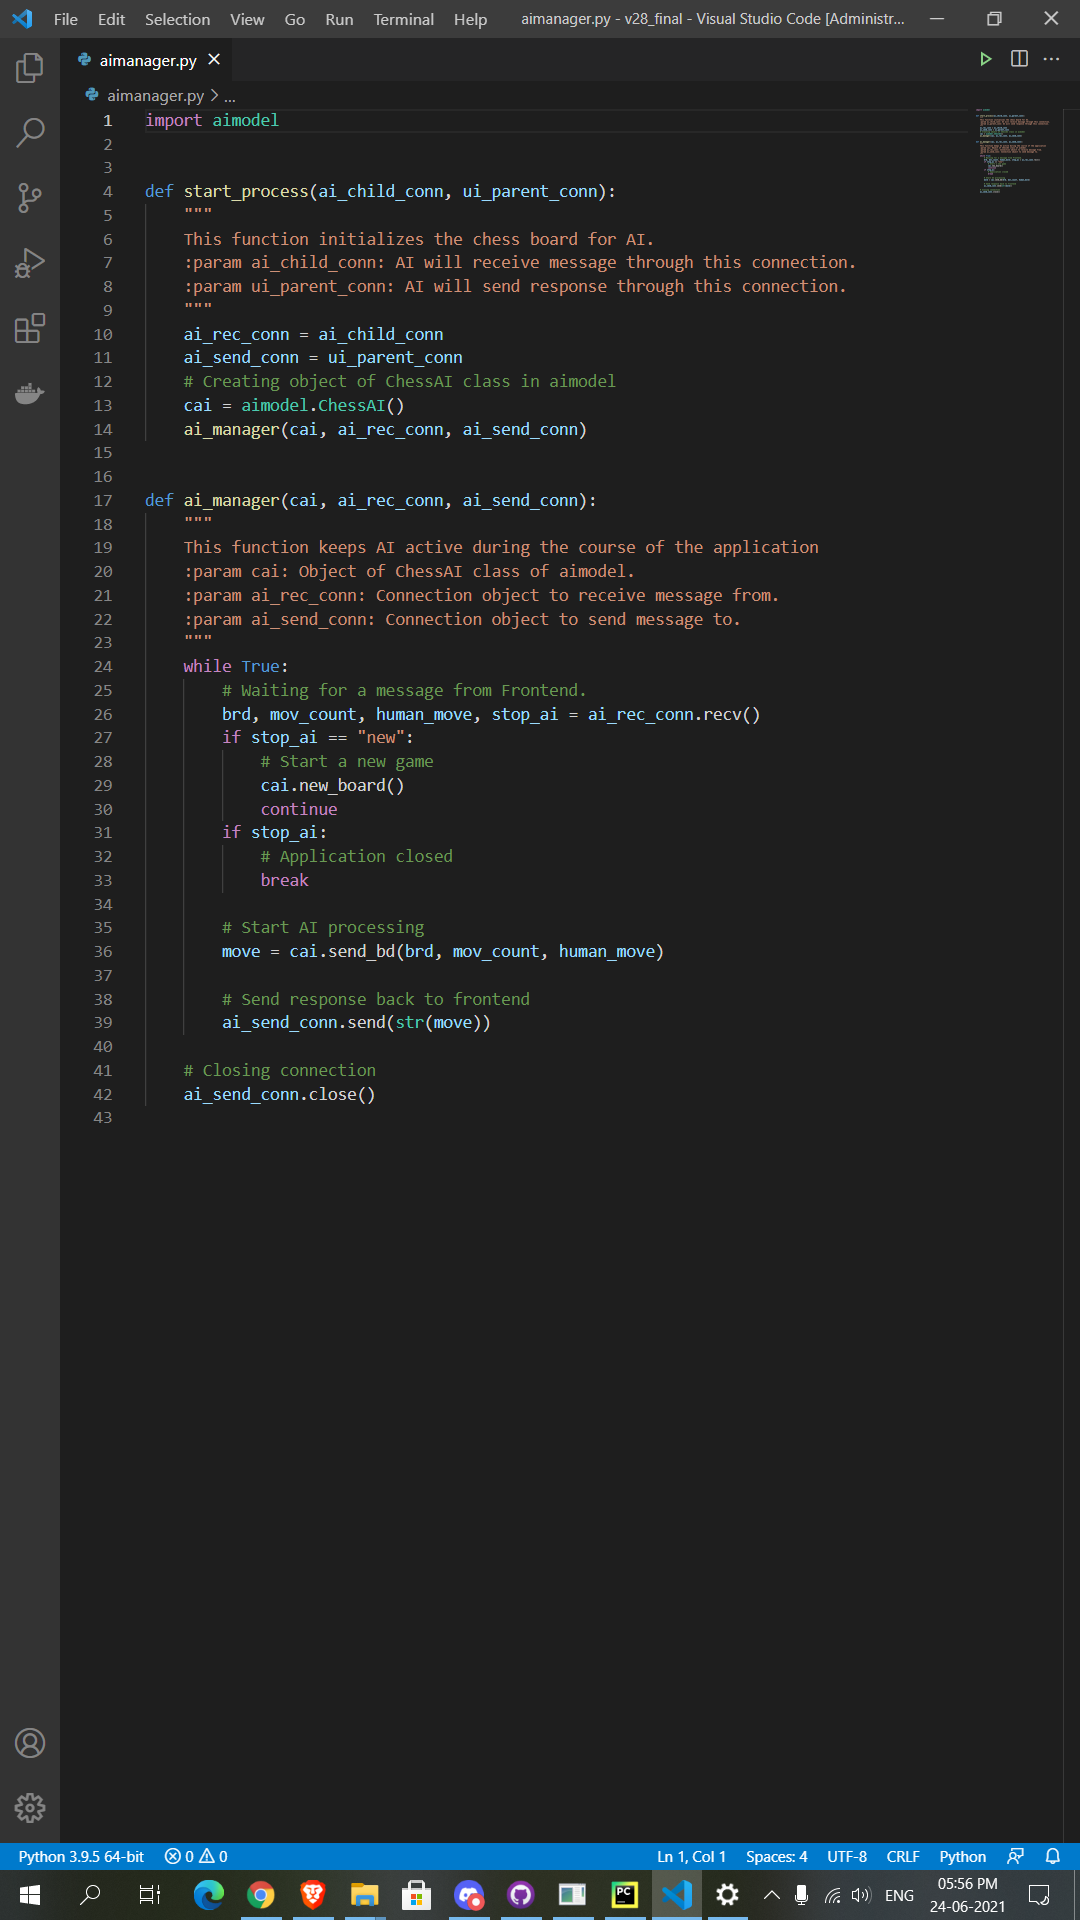 File Edit Selection View Go Run Terminal Help aimanager.py - v28_final - Visual Studio Code [Administr...
aimanager.py
aimanager.py > ...
1 import aimodel
2
3
4 def start_process(ai_child_conn, ui_parent_conn):
5     """
6     This function initializes the chess board for AI.
7     :param ai_child_conn: AI will receive message through this connection.
8     :param ui_parent_conn: AI will send response through this connection.
9     """
10     ai_rec_conn = ai_child_conn
11     ai_send_conn = ui_parent_conn
12     # Creating object of ChessAI class in aimodel
13     cai = aimodel.ChessAI()
14     ai_manager(cai, ai_rec_conn, ai_send_conn)
15
16
17 def ai_manager(cai, ai_rec_conn, ai_send_conn):
18     """
19     This function keeps AI active during the course of the application
20     :param cai: Object of ChessAI class of aimodel.
21     :param ai_rec_conn: Connection object to receive message from.
22     :param ai_send_conn: Connection object to send message to.
23     """
24     while True:
25         # Waiting for a message from Frontend.
26         brd, mov_count, human_move, stop_ai = ai_rec_conn.recv()
27         if stop_ai == "new":
28             # Start a new game
29             cai.new_board()
30             continue
31         if stop_ai:
32             # Application closed
33             break
34
35         # Start AI processing
36         move = cai.send_bd(brd, mov_count, human_move)
37
38         # Send response back to frontend
39         ai_send_conn.send(str(move))
40
41     # Closing connection
42     ai_send_conn.close()
43
Python 3.9.5 64-bit 0 0 Ln 1, Col 1 Spaces: 4 UTF-8 CRLF Python
PC ENG 05:56 PM
24-06-2021